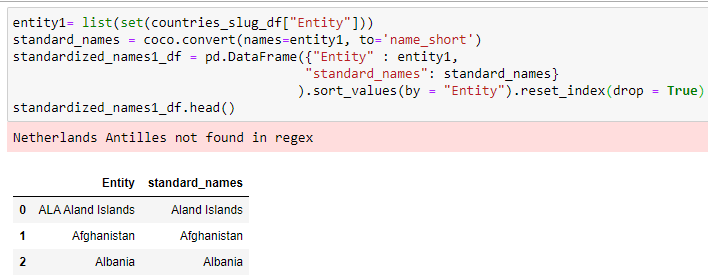 entity1= list(set(countries_slug_df["Entity"]))
standard_names = coco.convert(names=entity1, to='name_short')
standardized_names1_df = pd.DataFrame({"Entity" : entity1,
"standard_names": standard_names}
).sort_values(by = "Entity").reset_index(drop = True)
standardized_names1_df.head()
Netherlands Antilles not found in regex
Entity standard_names
0 ALA Aland Islands Aland Islands
1 Afghanistan Afghanistan
2 Albania Albania